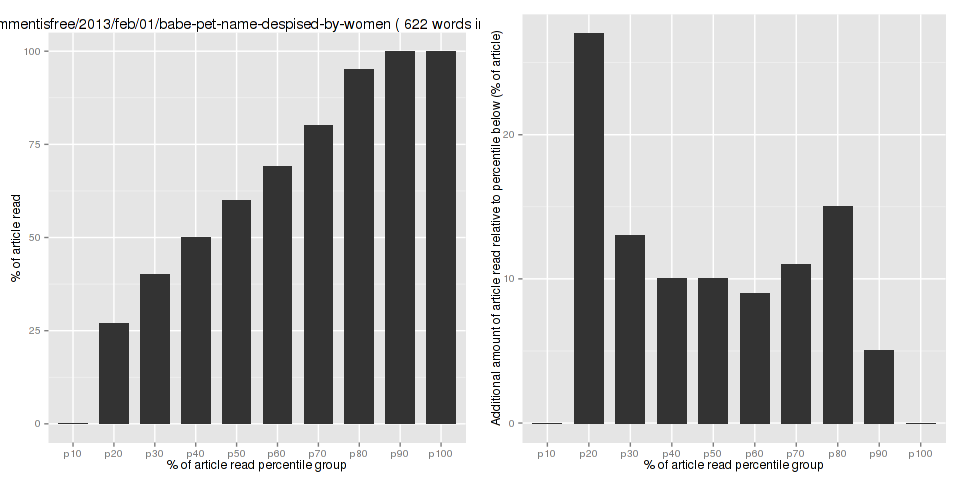 mmentisfree/2013/feb/01/babe-pet-name-despised-by-women ( 622 words i
% of article read
100
75
50
25
0
p10 p20 p30 p40 p50 p60 p70 p80 p90 p100
% of article read percentile group
Additional amount of article read relative to percentile below (% of article)
20
10
0
p10 p20 p30 p40 p50 p60 p70 p80 p90 p100
% of article read percentile group